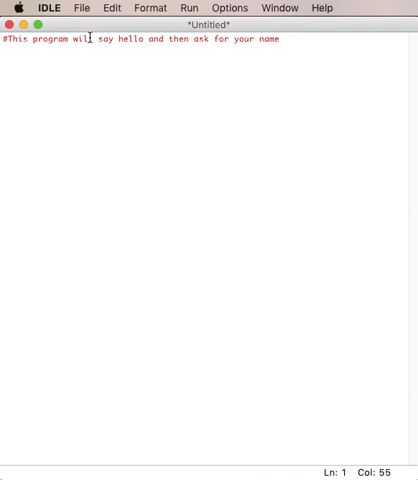 IDLE File Edit Format Run Options Window Help
*Untitled*
#This program will say hello and then ask for your name
Ln: 1 Col: 55